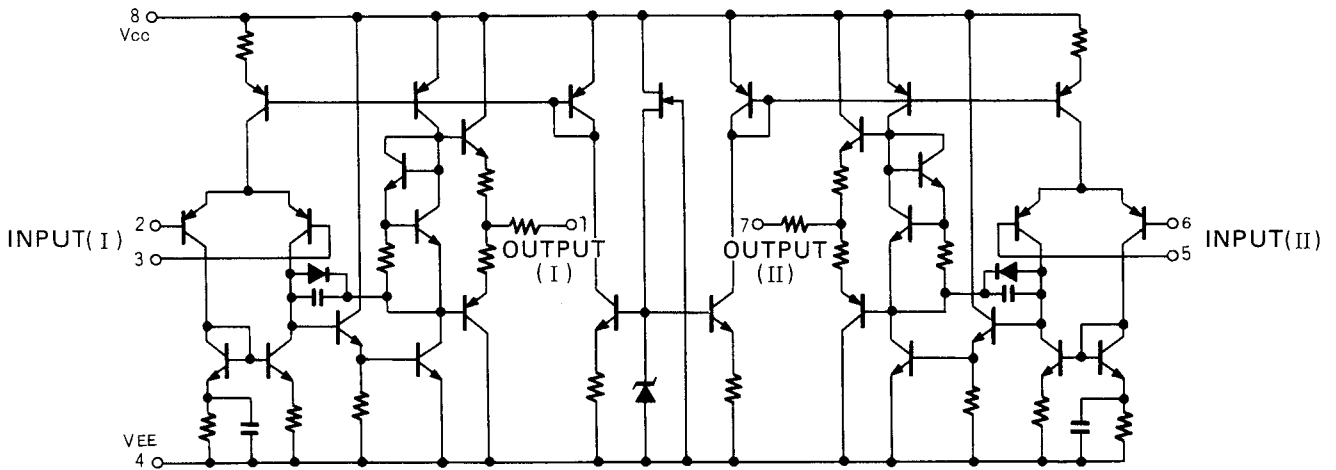 8
Vcc
2
INPUT(I)
3
1
OUTPUT
(I)
7
OUTPUT
(II)
6
INPUT(II)
5
VEE
4